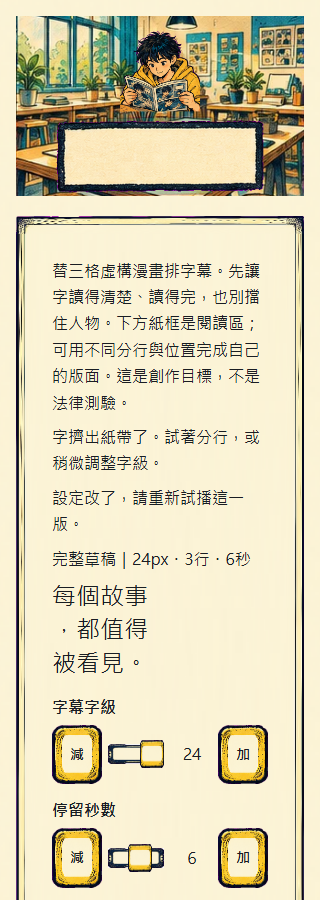 替三格虛構漫畫排字幕。先讓
字讀得清楚、讀得完，也別擋
住人物。下方紙框是閱讀區；
可用不同分行與位置完成自己
的版面。這是創作目標，不是
法律測驗。
字擠出紙帶了。試著分行，或
稍微調整字級。
設定改了，請重新試播這一
版。
完整草稿｜24px · 3行 · 6秒
每個故事
，都值得
被看見。
字幕字級
減 24 加
停留秒數
減 6 加